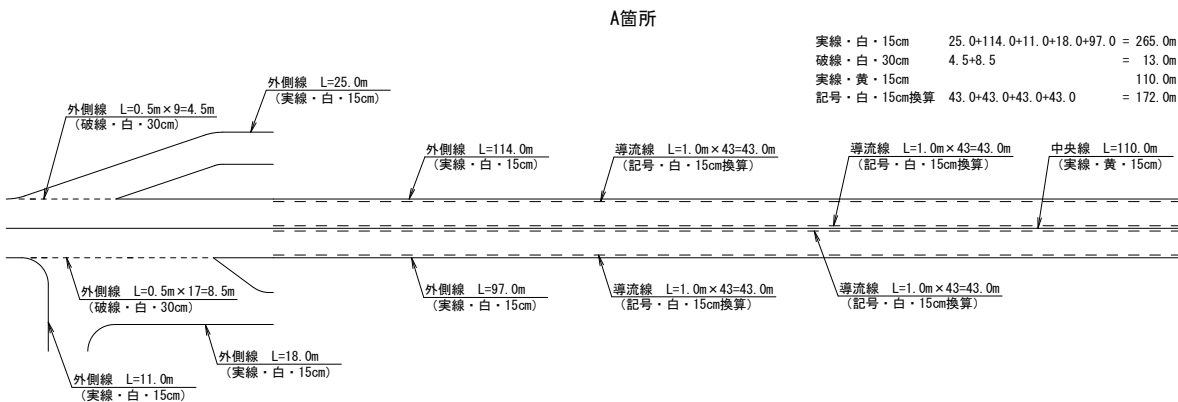 A箇所
実線・白・15cm 25.0+114.0+11.0+18.0+97.0 = 265.0m
破線・白・30cm 4.5+8.5 = 13.0m
実線・黄・15cm 110.0m
記号・白・15cm換算 43.0+43.0+43.0+43.0 = 172.0m
外側線 L=25.0m
(実線・白・15cm)
外側線 L=0.5m×9=4.5m
(破線・白・30cm)
外側線 L=114.0m
(実線・白・15cm)
導流線 L=1.0m×43=43.0m
(記号・白・15cm換算)
導流線 L=1.0m×43=43.0m
(記号・白・15cm換算)
中央線 L=110.0m
(実線・黄・15cm)
外側線 L=0.5m×17=8.5m
(破線・白・30cm)
外側線 L=97.0m
(実線・白・15cm)
導流線 L=1.0m×43=43.0m
(記号・白・15cm換算)
導流線 L=1.0m×43=43.0m
(記号・白・15cm換算)
外側線 L=18.0m
(実線・白・15cm)
外側線 L=11.0m
(実線・白・15cm)